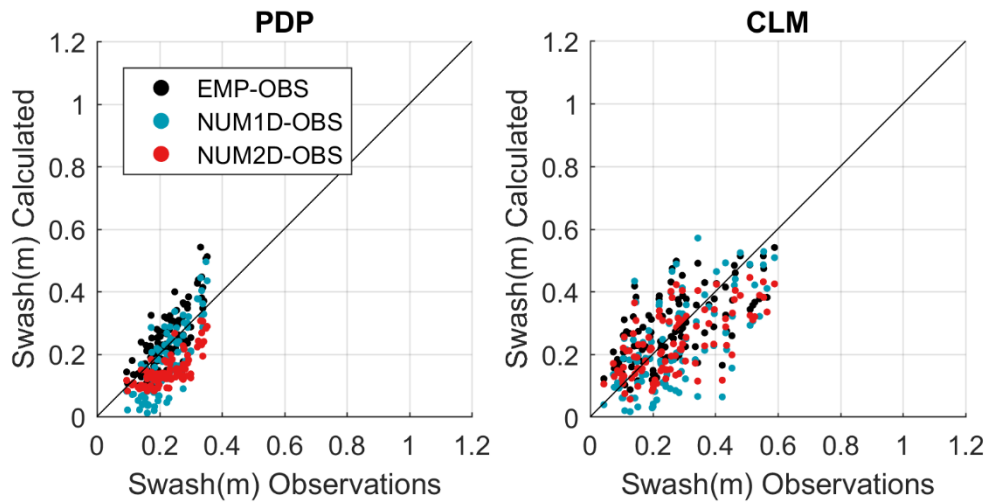 PDP
1.2
1
0.8
0.6
0.4
0.2
0
Swash(m) Calculated
EMP-OBS
NUM1D-OBS
NUM2D-OBS
0 0.2 0.4 0.6 0.8 1 1.2
Swash(m) Observations
CLM
1.2
1
0.8
0.6
0.4
0.2
0
Swash(m) Calculated
0 0.2 0.4 0.6 0.8 1 1.2
Swash(m) Observations